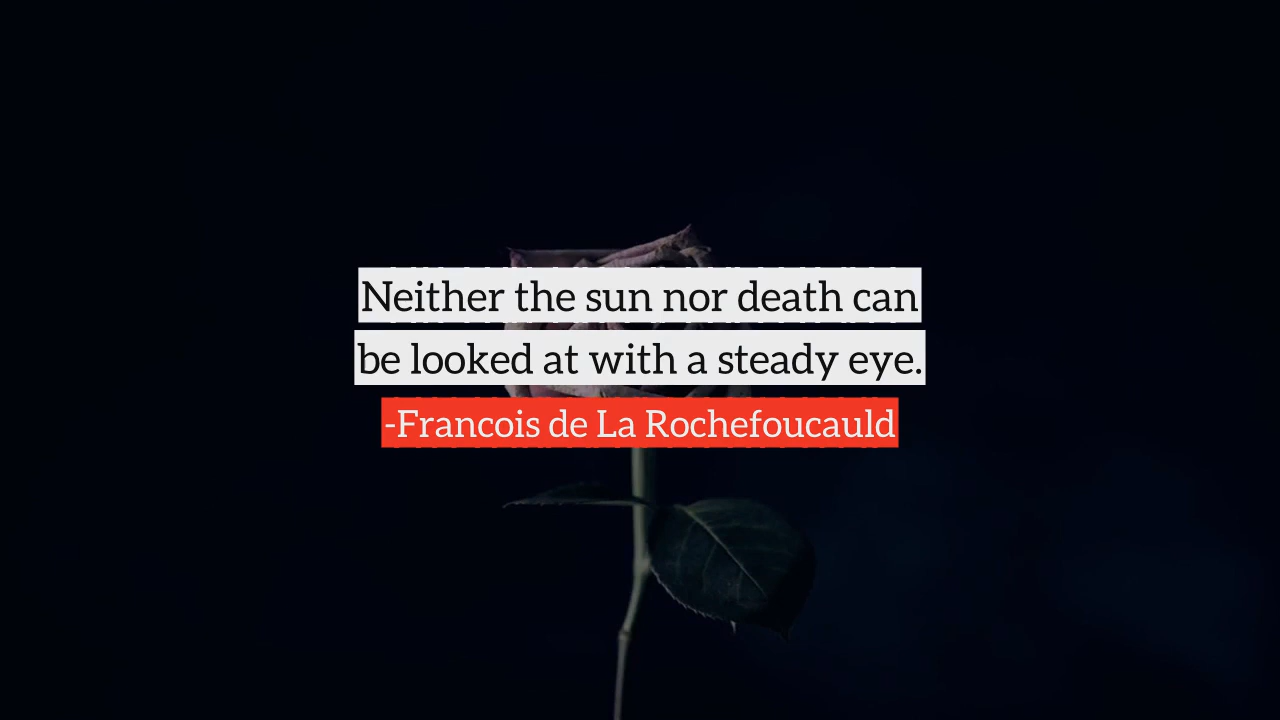 Neither the sun nor death can
be looked at with a steady eye.
-Francois de La Rochefoucauld